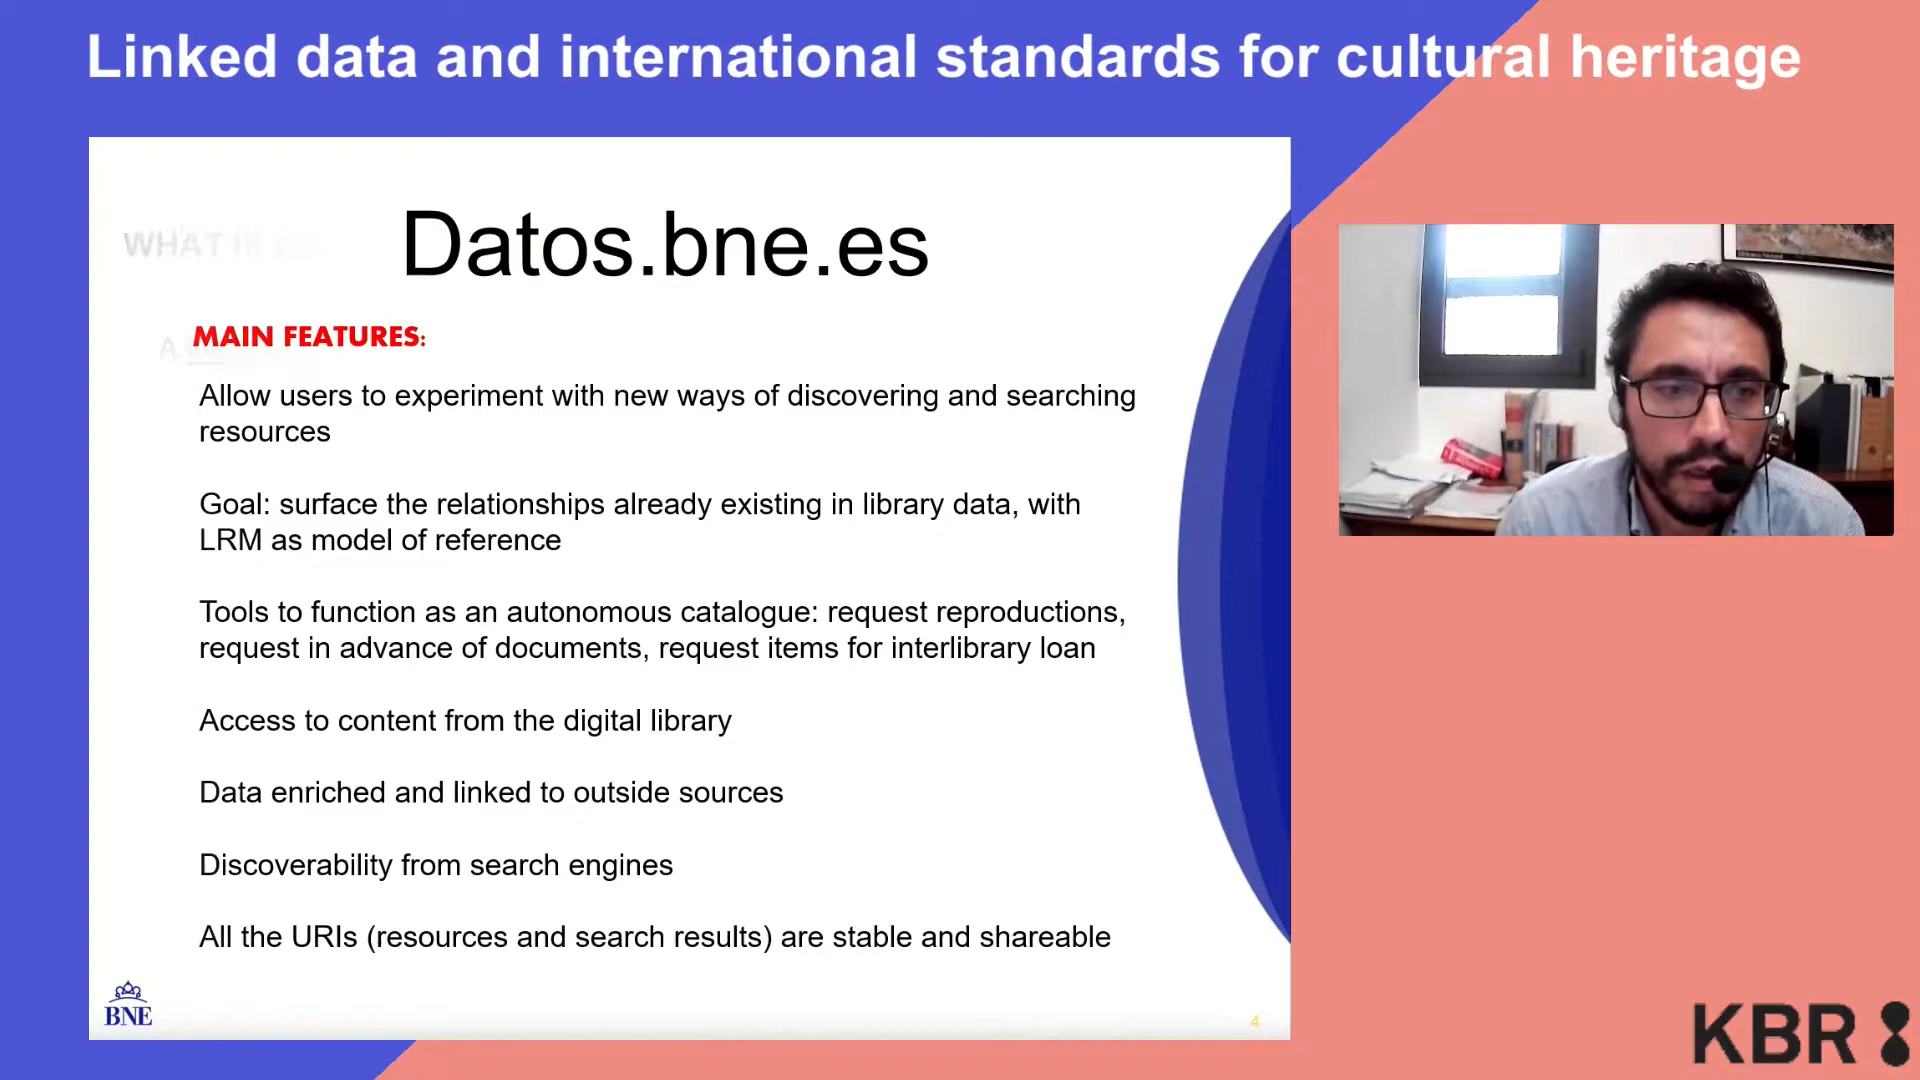 Linked data and international standards for cultural heritage
Datos.bne.es
WHAT
MAIN FEATURES:
A
Allow users to experiment with new ways of discovering and searching
resources
Goal: surface the relationships already existing in library data, with
LRM as model of reference
Tools to function as an autonomous catalogue: request reproductions,
request in advance of documents, request items for interlibrary loan
Access to content from the digital library
Data enriched and linked to outside sources
Discoverability from search engines
All the URIs (resources and search results) are stable and shareable
BNE
4
KBR